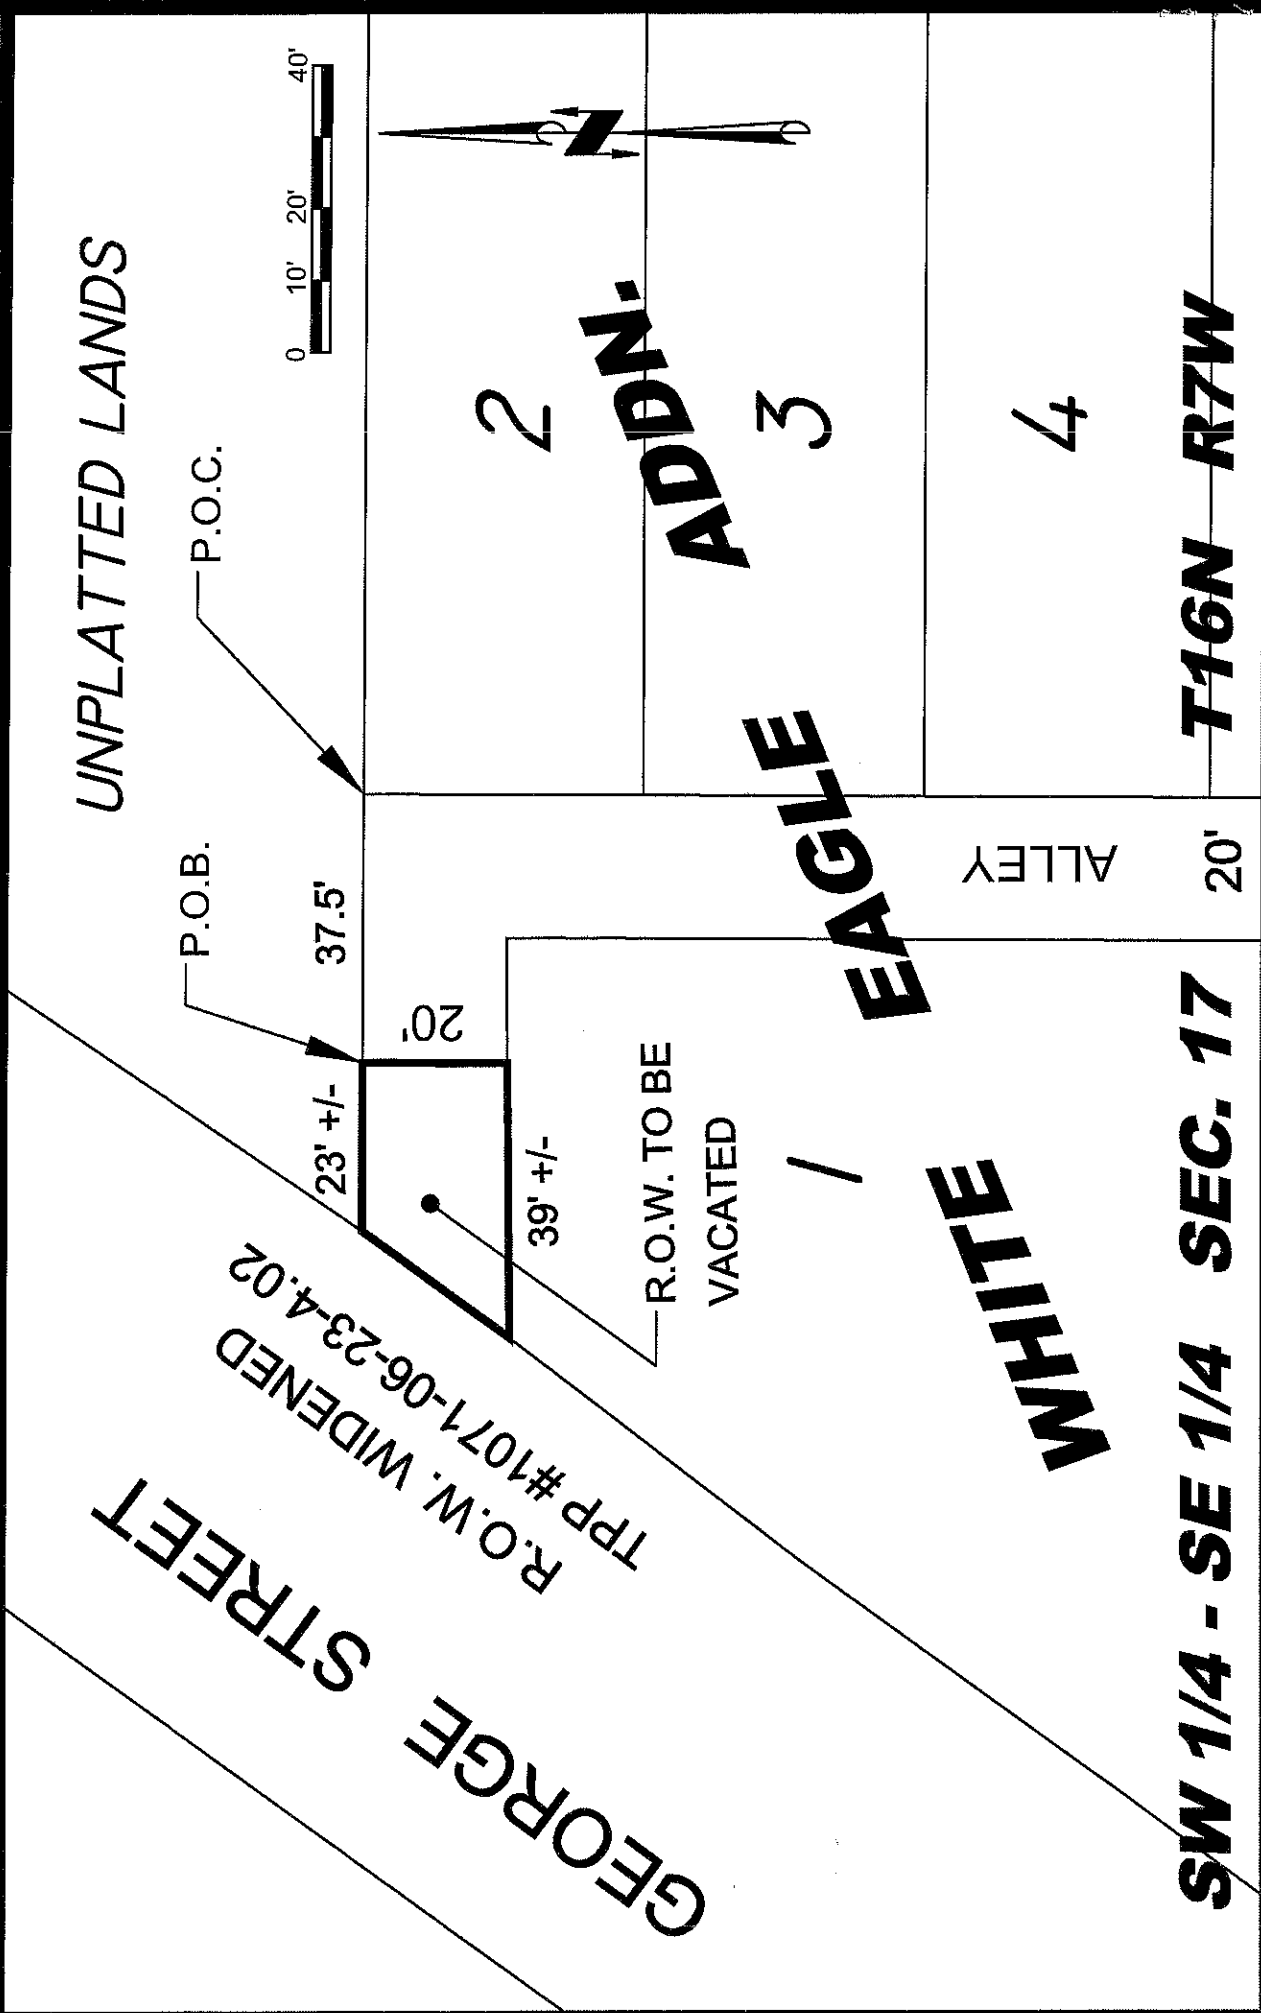 UNPLATTED LANDS
0 10' 20' 40'
P.O.C.
P.O.B.
37.5'
23' +/-
20'
39' +/-
R.O.W. TO BE
VACATED
GEORGE STREET
R.O.W. WIDENED
TPP #1071-06-23-4.02
N
2
3
4
1
ALLEY
20'
WHITE EAGLE ADDN.
SW 1/4 - SE 1/4 SEC. 17 T16N R7W